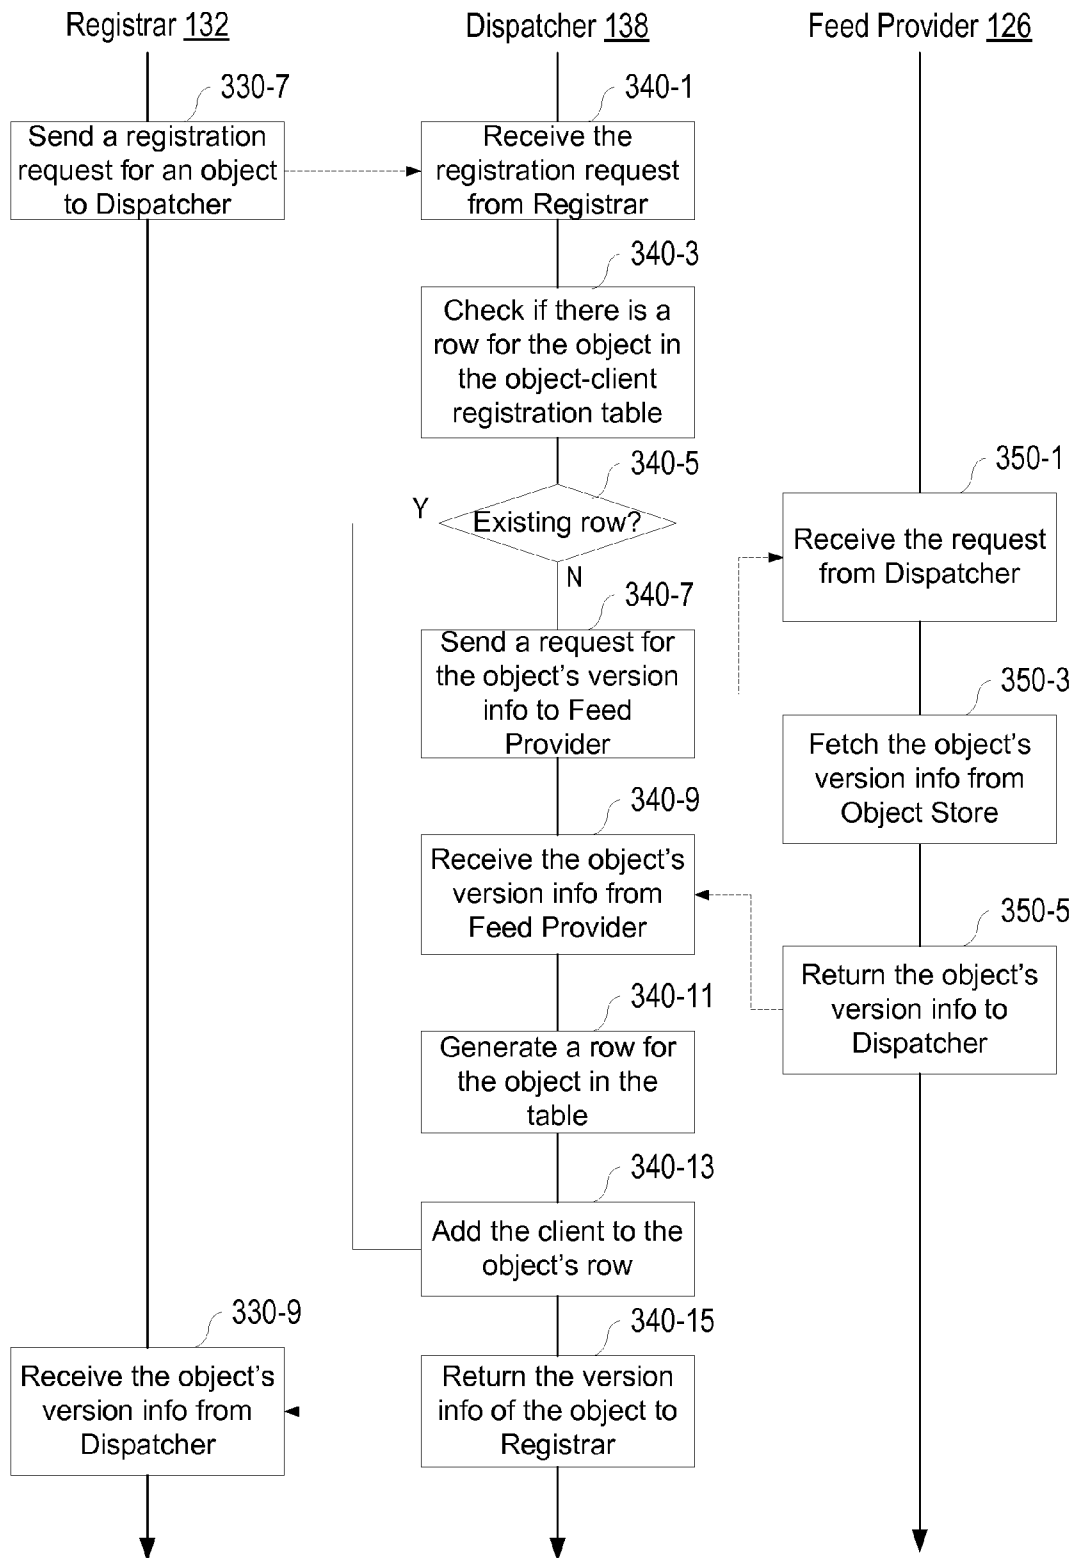 Registrar 132
Dispatcher 138
Feed Provider 126
330-7
Send a registration
request for an object
to Dispatcher
340-1
Receive the
registration request
from Registrar
340-3
Check if there is a
row for the object in
the object-client
registration table
340-5
Y
Existing row?
N
350-1
Receive the request
from Dispatcher
340-7
Send a request for
the object's version
info to Feed
Provider
350-3
Fetch the object's
version info from
Object Store
340-9
Receive the object's
version info from
Feed Provider
350-5
Return the object's
version info to
Dispatcher
340-11
Generate a row for
the object in the
table
340-13
Add the client to the
object's row
330-9
Receive the object's
version info from
Dispatcher
340-15
Return the version
info of the object to
Registrar